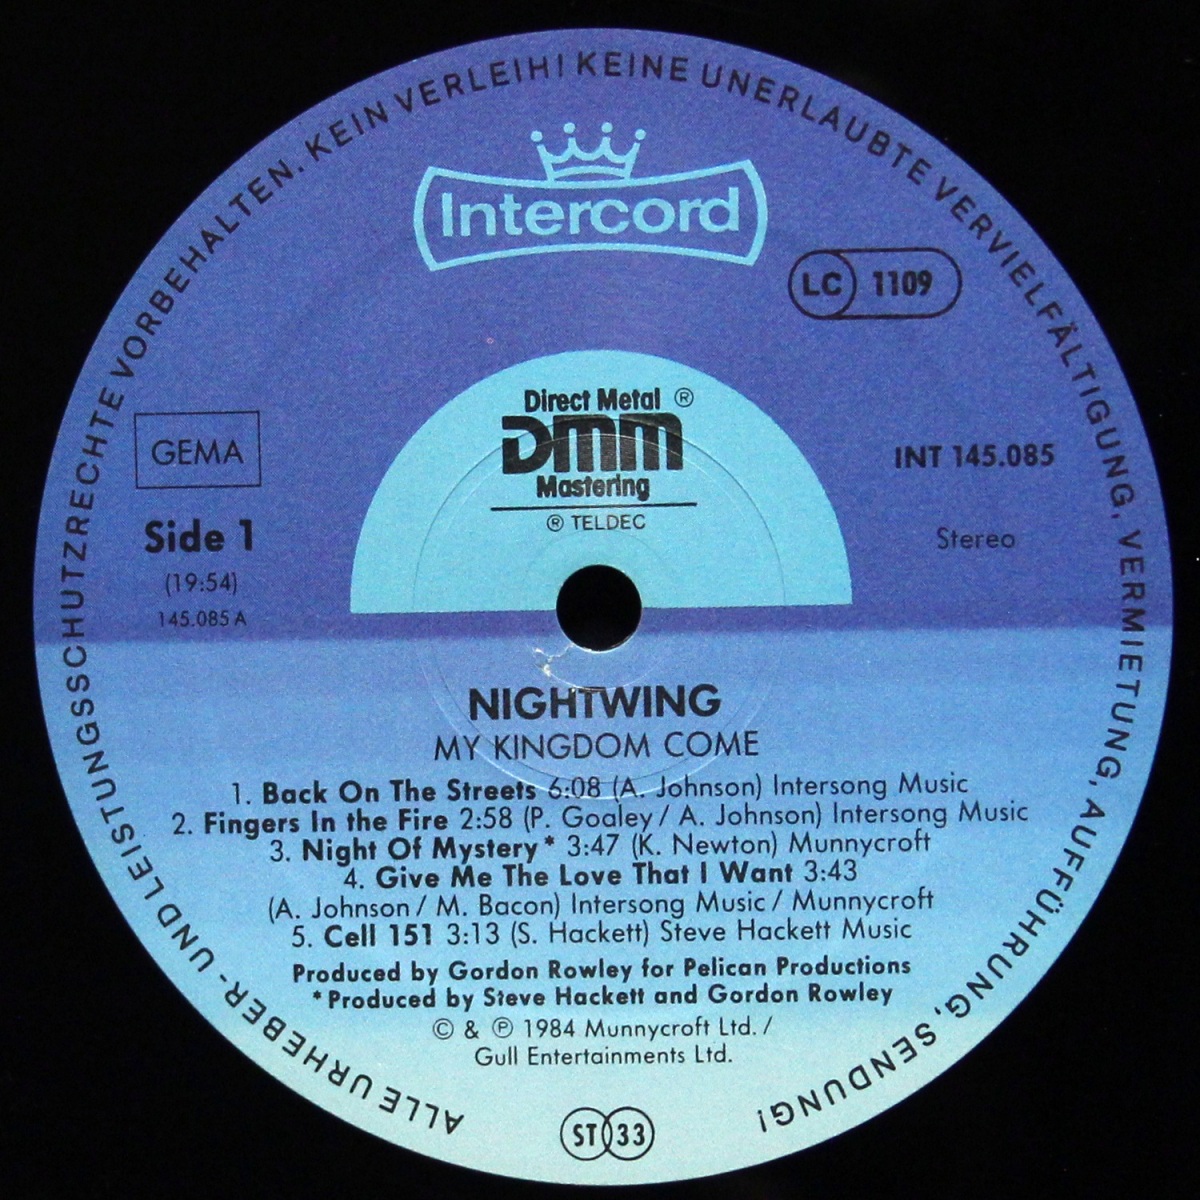 ALLE URHEBER- UND LEISTUNGSSCHUTZRECHTE VORBEHALTEN. KEIN VERLEIH! KEINE UNERLAUBTE VERVIELFÄLTIGUNG, VERMIETUNG, AUFFÜHRUNG, SENDUNG!
Intercord
LC 1109
Direct Metal ®
DMM
Mastering
® TELDEC
GEMA
INT 145.085
Side 1
Stereo
(19:54)
145.085 A
NIGHTWING
MY KINGDOM COME
1. Back On The Streets 6:08 (A. Johnson) Intersong Music
2. Fingers In the Fire 2:58 (P. Goaley / A. Johnson) Intersong Music
3. Night Of Mystery * 3:47 (K. Newton) Munnycroft
4. Give Me The Love That I Want 3:43
(A. Johnson / M. Bacon) Intersong Music / Munnycroft
5. Cell 151 3:13 (S. Hackett) Steve Hackett Music
Produced by Gordon Rowley for Pelican Productions
* Produced by Steve Hackett and Gordon Rowley
© & ℗ 1984 Munnycroft Ltd. /
Gull Entertainments Ltd.
ST 33